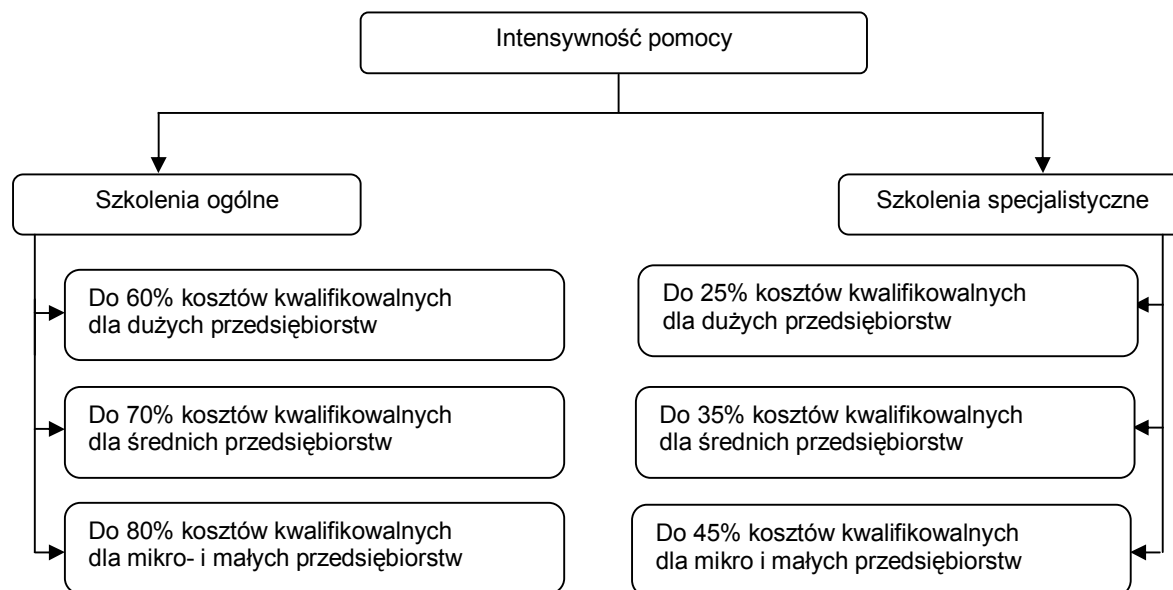 Intensywność pomocy
Szkolenia ogólne
Szkolenia specjalistyczne
Do 60% kosztów kwalifikowalnych
dla dużych przedsiębiorstw
Do 25% kosztów kwalifikowalnych
dla dużych przedsiębiorstw
Do 70% kosztów kwalifikowalnych
dla średnich przedsiębiorstw
Do 35% kosztów kwalifikowalnych
dla średnich przedsiębiorstw
Do 80% kosztów kwalifikowalnych
dla mikro- i małych przedsiębiorstw
Do 45% kosztów kwalifikowalnych
dla mikro i małych przedsiębiorstw